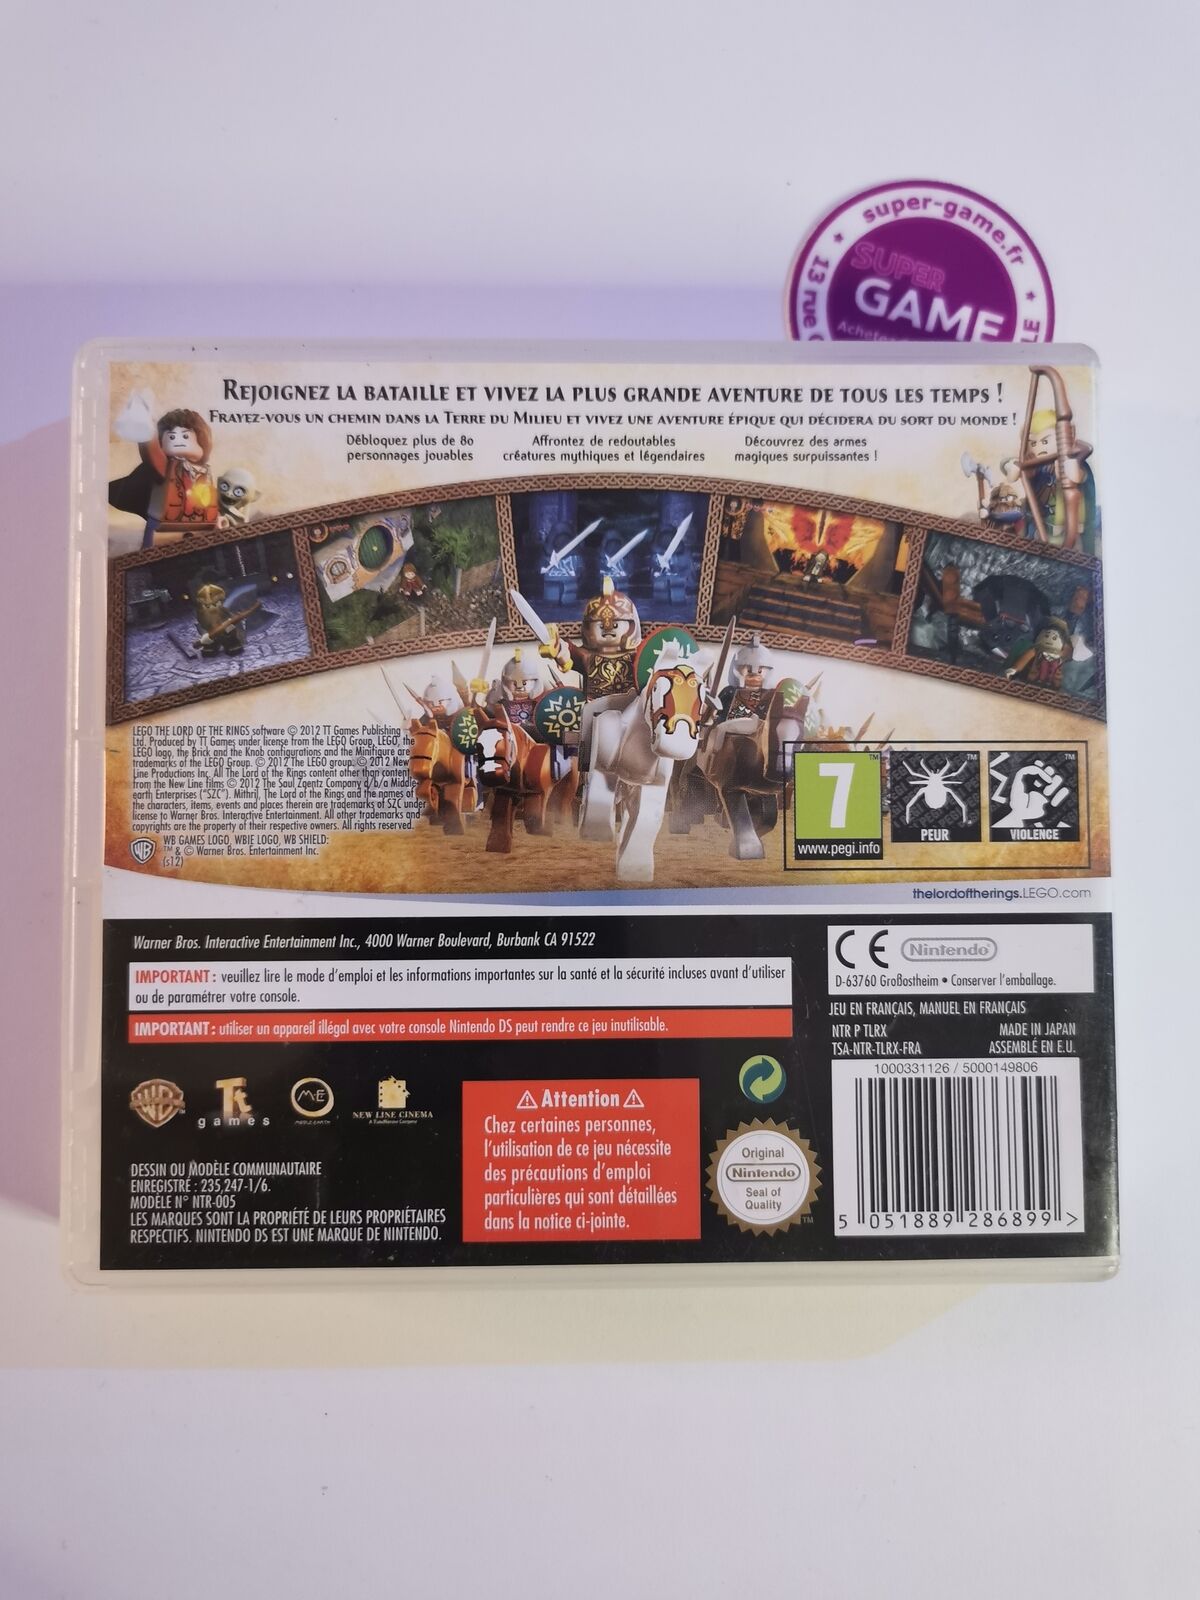 super-game.fr
13 rue
SUPER
GAME
REJOIGNEZ LA BATAILLE ET VIVEZ LA PLUS GRANDE AVENTURE DE TOUS LES TEMPS !
FRAYEZ-VOUS UN CHEMIN DANS LA TERRE DU MILIEU ET VIVEZ UNE AVENTURE ÉPIQUE QUI DÉCIDERA DU SORT DU MONDE !
Débloquez plus de 80
personnages jouables
Affrontez de redoutables
créatures mythiques et légendaires
Découvrez des armes
magiques surpuissantes !
LEGO THE LORD OF THE RINGS software © 2012 TT Games Publishing
Ltd. Produced by TT Games under license from the LEGO Group. LEGO, the
LEGO logo, the Brick and the Knob configurations and the Minifigure are
trademarks of the LEGO Group. © 2012 The LEGO group. © 2012 New
Line Productions Inc. All The Lord of the Rings content other than content
from the New Line films © 2012 The Saul Zaentz Company d/b/a Middle-
earth Enterprises ("SZC"). Mithril, The Lord of the Rings and the names of
the characters, items, events and places therein are trademarks of SZC under
license to Warner Bros. Interactive Entertainment. All other trademarks and
copyrights are the property of their respective owners. All rights reserved.
WB GAMES LOGO, WBIE LOGO, WB SHIELD:
™ & © Warner Bros. Entertainment Inc.
(s12)
7
www.pegi.info
PEUR
VIOLENCE
thelordoftherings.LEGO.com
Warner Bros. Interactive Entertainment Inc., 4000 Warner Boulevard, Burbank CA 91522
IMPORTANT : veuillez lire le mode d'emploi et les informations importantes sur la santé et la sécurité incluses avant d'utiliser
ou de paramétrer votre console.
IMPORTANT : utiliser un appareil illégal avec votre console Nintendo DS peut rendre ce jeu inutilisable.
CE Nintendo®
D-63760 Großostheim • Conserver l'emballage.
JEU EN FRANÇAIS, MANUEL EN FRANÇAIS
NTR P TLRX MADE IN JAPAN
TSA-NTR-TLRX-FRA ASSEMBLÉ EN E.U.
1000331126 / 5000149806
5 051889 286899 >
WB
TT
games
ME
MIDDLE-EARTH
NEW LINE CINEMA
A TimeWarner Company
DESSIN OU MODÈLE COMMUNAUTAIRE
ENREGISTRÉ : 235,247-1/6.
MODÈLE N° NTR-005
LES MARQUES SONT LA PROPRIÉTÉ DE LEURS PROPRIÉTAIRES
RESPECTIFS. NINTENDO DS EST UNE MARQUE DE NINTENDO.
⚠ Attention ⚠
Chez certaines personnes,
l'utilisation de ce jeu nécessite
des précautions d'emploi
particulières qui sont détaillées
dans la notice ci-jointe.
Original
Nintendo
Seal of
Quality